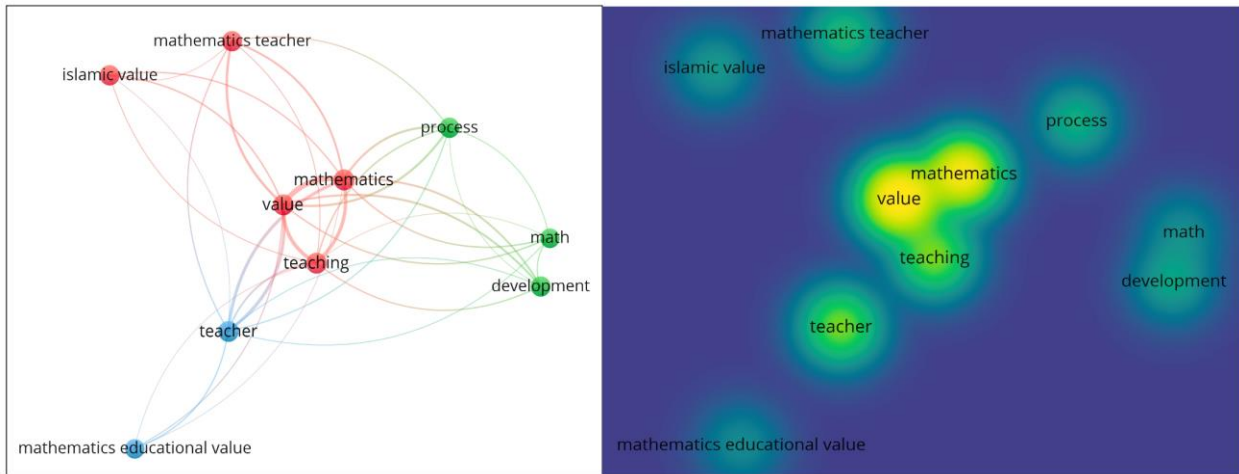 mathematics teacher
islamic value
process
mathematics
value
math
teaching
development
teacher
mathematics educational value
mathematics teacher
islamic value
process
mathematics
value
math
teaching
development
teacher
mathematics educational value